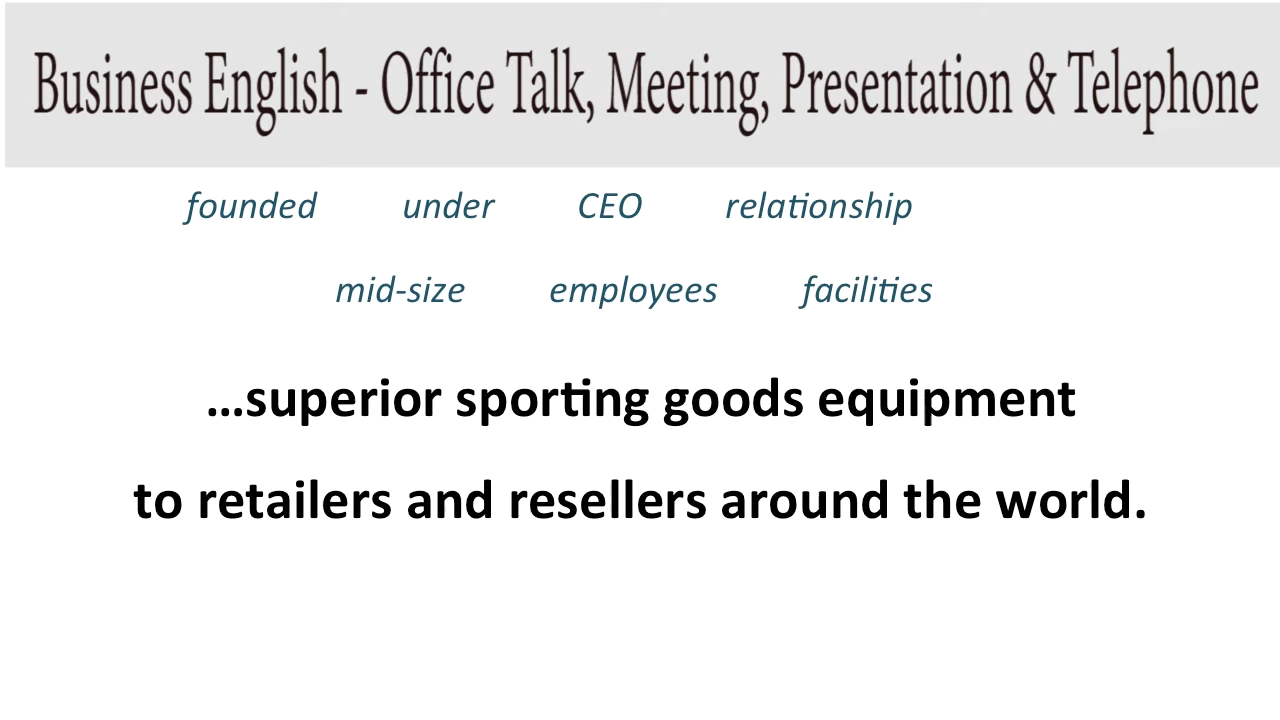 Business English - Office Talk, Meeting, Presentation & Telephone
founded under CEO relationship
mid-size employees facilities
...superior sporting goods equipment
to retailers and resellers around the world.